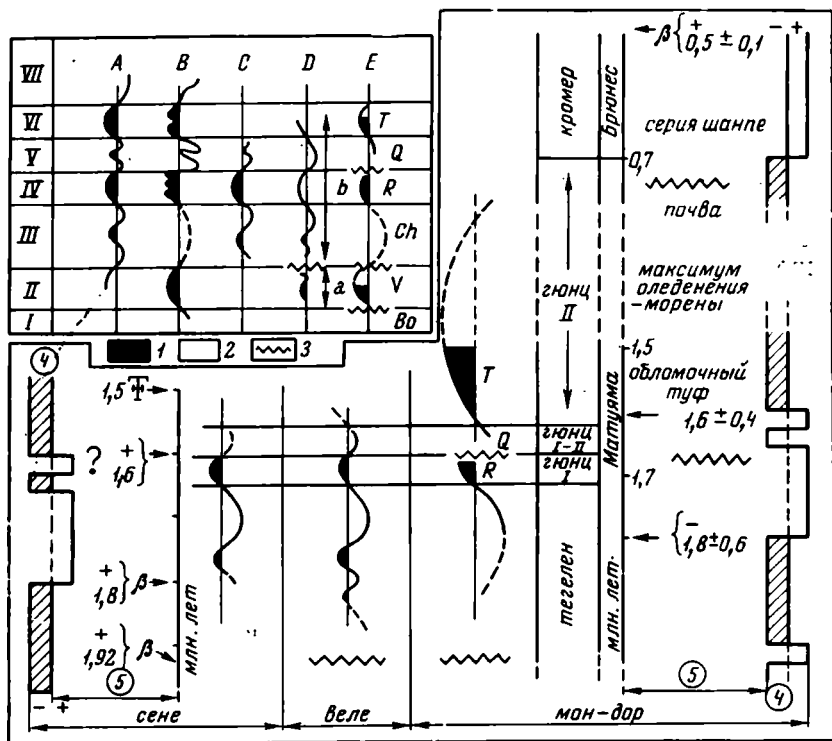 A B C D E
VII
VI T
V Q
IV b R
III Ch
II a V
I Bo
1 2 3
4
1,5 T
?
+
1,6 }
+
1,8 } β
+
1,92 } β
млн. лет
5
- +
сене
веле
T
Q
R
кромер
гюнц
II
гюнц
I-II
гюнц
I
тегелен
Брюнес
Матуяма
млн. лет.
β { +
0,5 ± 0,1
- +
серия шанпе
0,7
почва
максимум
оледенения
-морены
1,5
обломочный
туф
1,6 ± 0,4
1,7
{ -
1,8 ± 0,6
5
4
мон-дор